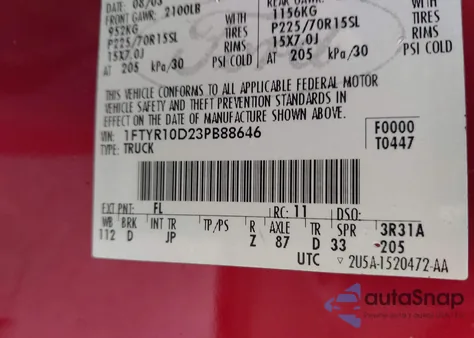 DATE: 08/03
FRONT GAWR: 2100LB
952KG
P225/70R15SL
15X7.0J
AT 205 kPa/30
WITH
TIRES
RIMS
PSI COLD
REAR GAWR:
1156KG
P225/70R15SL
15X7.0J
AT 205 kPa/30
WITH
TIRES
RIMS
PSI COLD
THIS VEHICLE CONFORMS TO ALL APPLICABLE FEDERAL MOTOR
VEHICLE SAFETY AND THEFT PREVENTION STANDARDS IN
EFFECT ON THE DATE OF MANUFACTURE SHOWN ABOVE.
VIN: 1FTYR10D23PB88646
TYPE: TRUCK
F0000
T0447
EXT PNT: FL RC: 11 DSO:
WB BRK INT TR TP/PS R AXLE TR SPR 3R31A
112 D JP Z 87 D 33 205
UTC ▽ 2U5A-1520472-AA
autoSnap